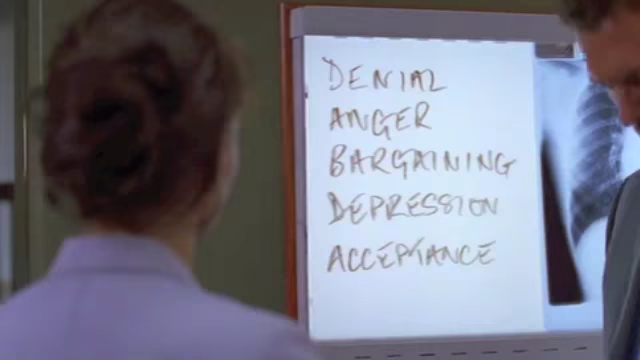 DENIAL
ANGER
BARGAINING
DEPRESSION
ACCEPTANCE